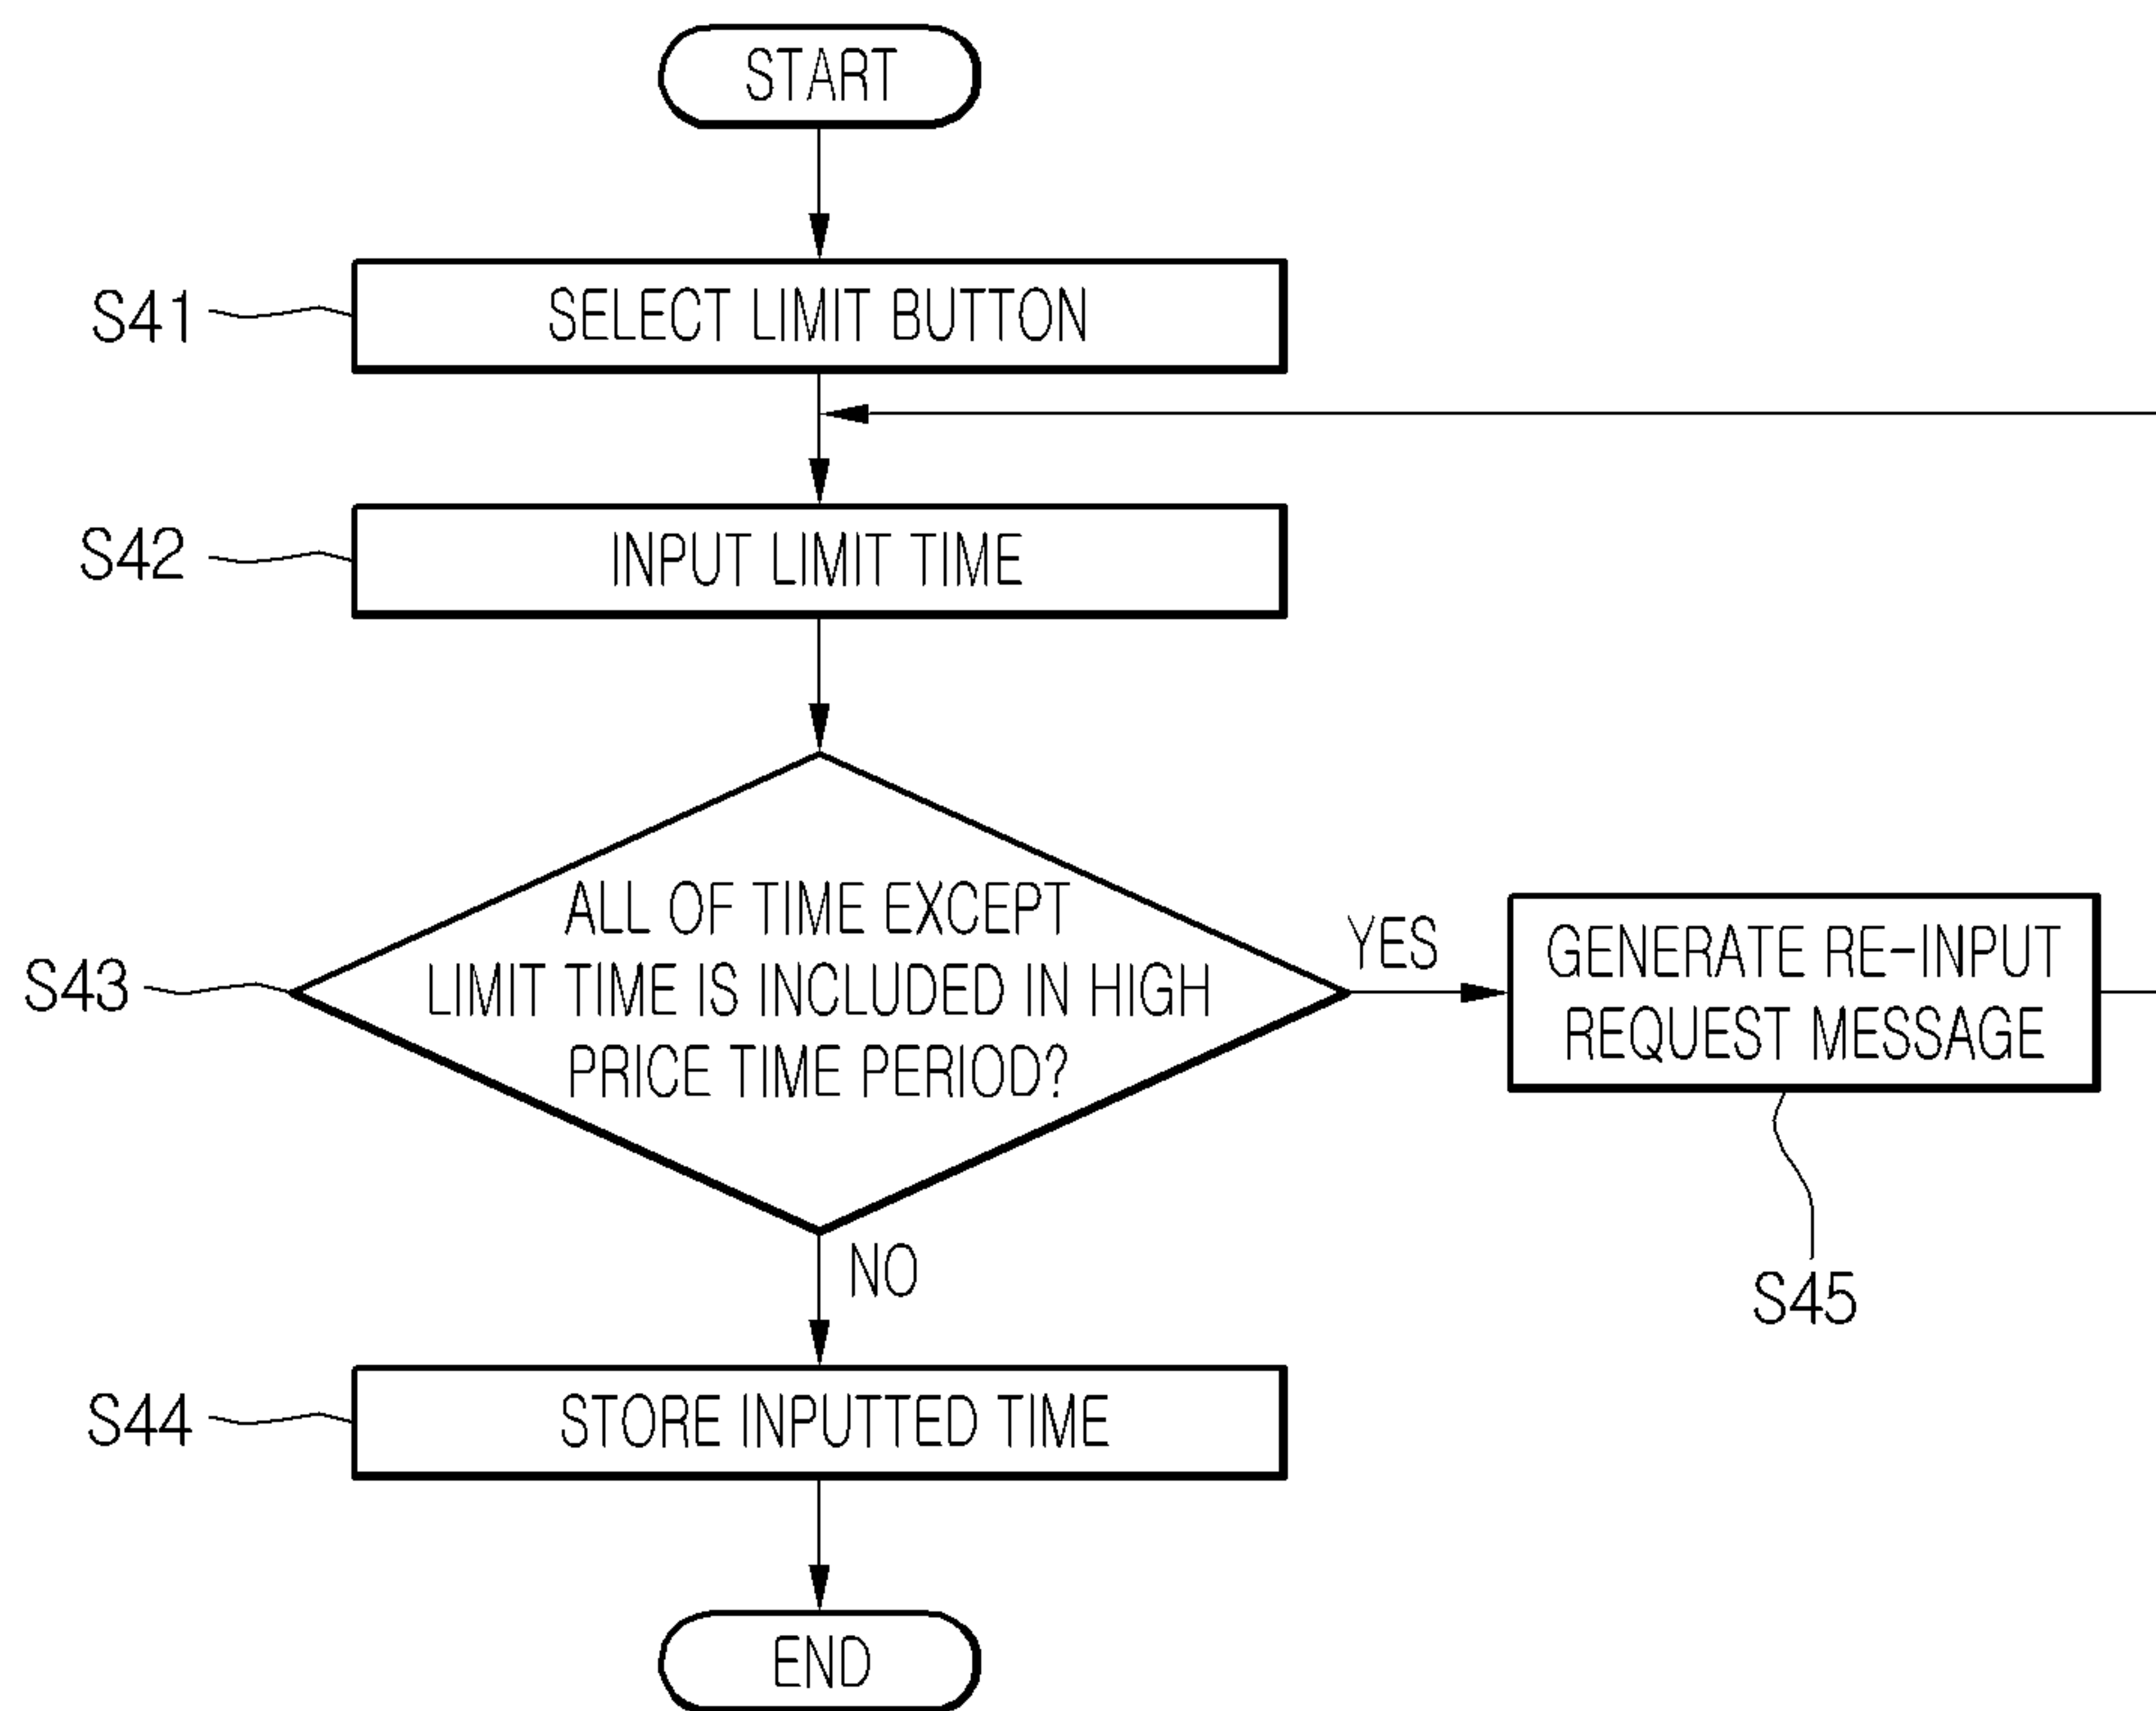 START
S41
SELECT LIMIT BUTTON
S42
INPUT LIMIT TIME
S43
ALL OF TIME EXCEPT
LIMIT TIME IS INCLUDED IN HIGH
PRICE TIME PERIOD?
YES
GENERATE RE-INPUT
REQUEST MESSAGE
S45
NO
S44
STORE INPUTTED TIME
END